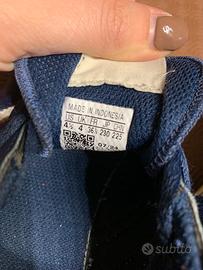 MADE IN INDONESIA
US UK FR JP CHN
4½ 4 36⅔ 230 225
subito